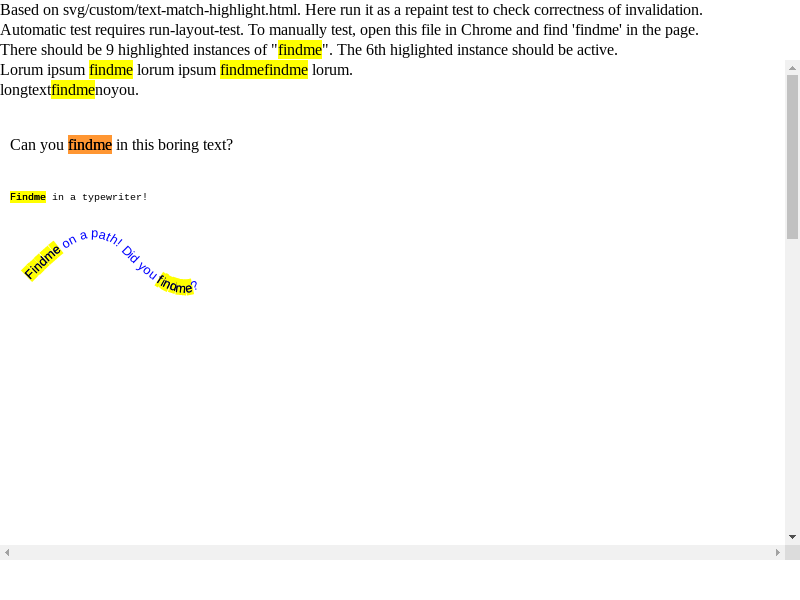 Based on svg/custom/text-match-highlight.html. Here run it as a repaint test to check correctness of invalidation.
Automatic test requires run-layout-test. To manually test, open this file in Chrome and find 'findme' in the page.
There should be 9 highlighted instances of "findme". The 6th higlighted instance should be active.
Lorum ipsum findme lorum ipsum findmefindme lorum.
longtextfindmenoyou.
Can you findme in this boring text?
Findme in a typewriter!
Findme on a path! Did you findme?